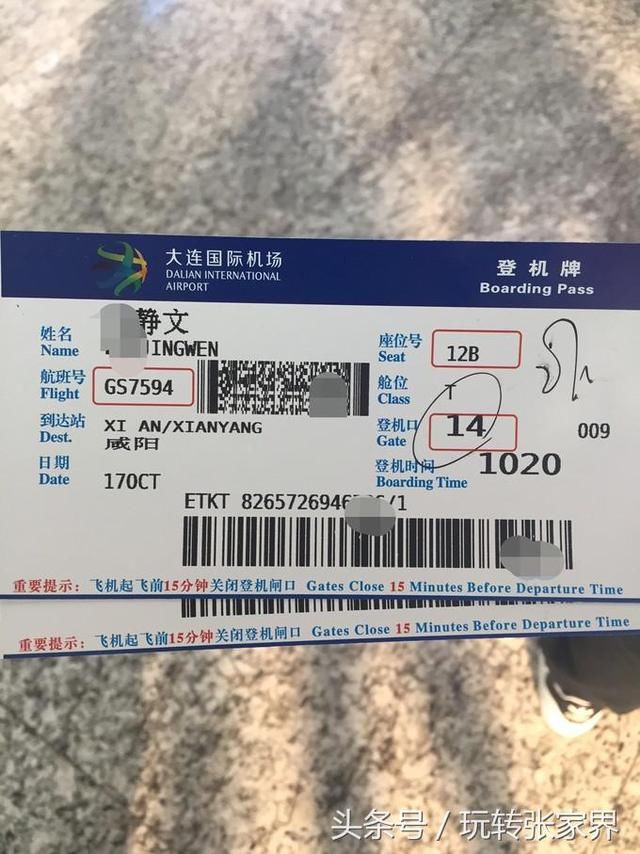 大连国际机场
DALIAN INTERNATIONAL
AIRPORT
登机牌
Boarding Pass
姓名 静文
Name JINGWEN
座位号
Seat 12B
航班号
Flight GS7594
舱位
Class T
到达站
Dest. XI AN/XIANYANG
咸阳
登机口
Gate 14
009
日期
Date 17OCT
登机时间
Boarding Time 1020
ETKT 826572694 /1
重要提示：飞机起飞前15分钟关闭登机闸口 Gates Close 15 Minutes Before Departure Time
重要提示：飞机起飞前15分钟关闭登机闸口 Gates Close 15 Minutes Before Departure Time
头条号／玩转张家界